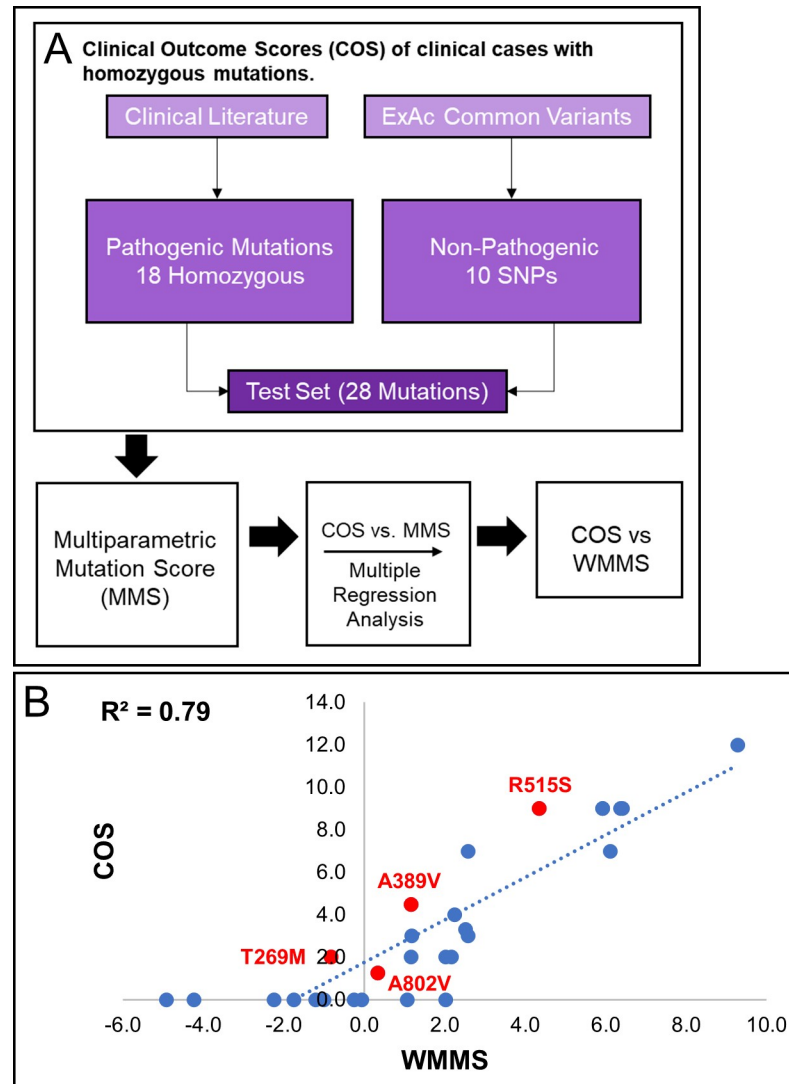 A Clinical Outcome Scores (COS) of clinical cases with
homozygous mutations.
Clinical Literature
ExAc Common Variants
Pathogenic Mutations
18 Homozygous
Non-Pathogenic
10 SNPs
Test Set (28 Mutations)
Multiparametric
Mutation Score
(MMS)
COS vs. MMS
Multiple
Regression
Analysis
COS vs
WMMS
B
R² = 0.79
14.0
12.0
10.0
8.0
6.0
4.0
2.0
0.0
COS
R515S
A389V
T269M
A802V
-6.0 -4.0 -2.0 0.0 2.0 4.0 6.0 8.0 10.0
WMMS